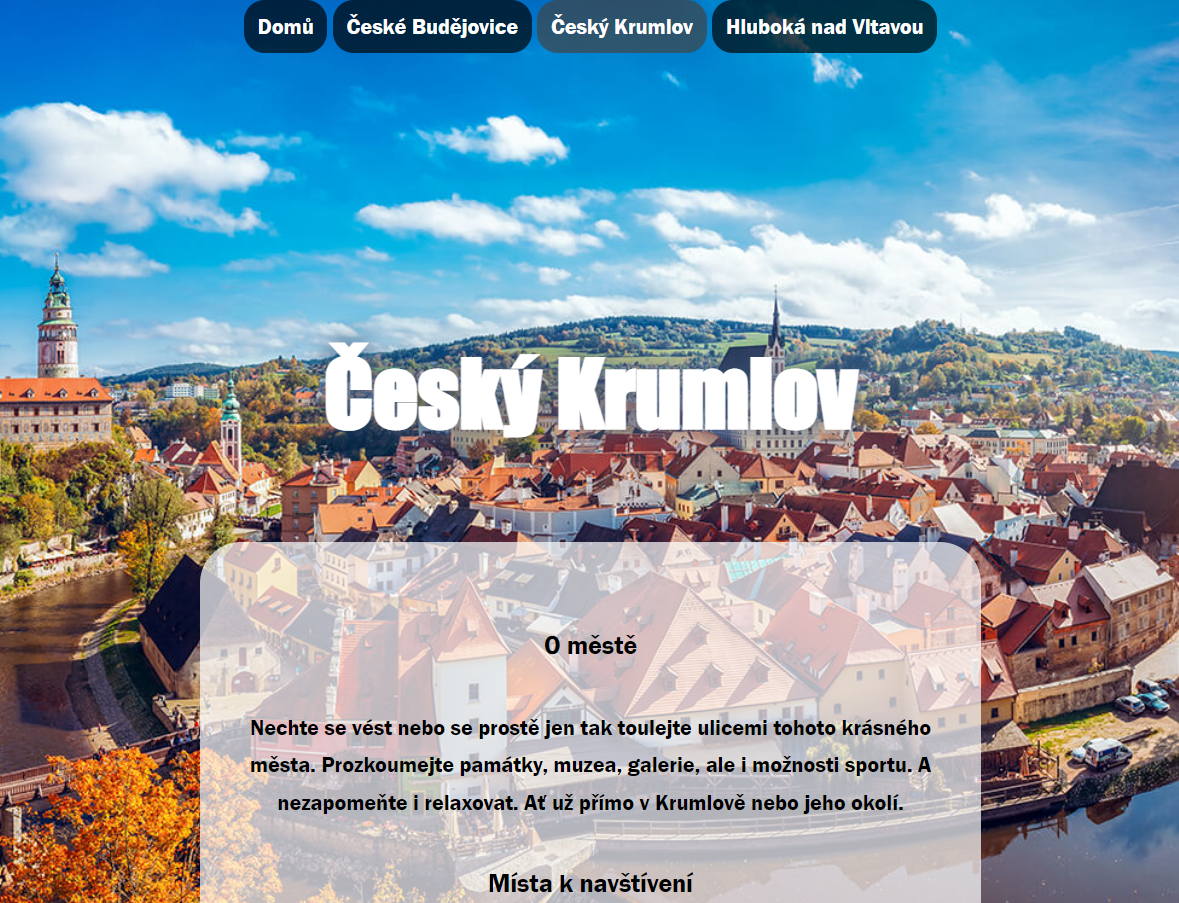 Domů České Budějovice Český Krumlov Hluboká nad Vltavou
Český Krumlov
O městě
Nechte se vést nebo se prostě jen tak toulejte ulicemi tohoto krásného
města. Prozkoumejte památky, muzea, galerie, ale i možnosti sportu. A
nezapomeňte i relaxovat. Ať už přímo v Krumlově nebo jeho okolí.
Místa k navštívení